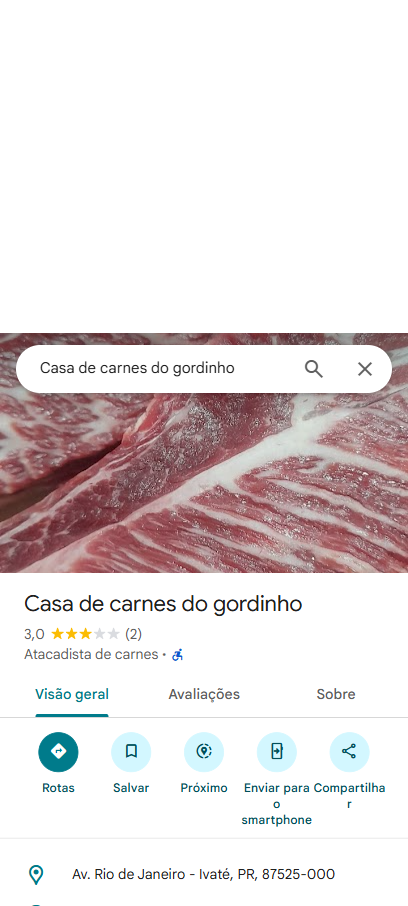 Casa de carnes do gordinho
Casa de carnes do gordinho
3,0 (2)
Atacadista de carnes •
Visão geral Avaliações Sobre
Rotas Salvar Próximo Enviar para o smartphone Compartilhar
Av. Rio de Janeiro - Ivaté, PR, 87525-000